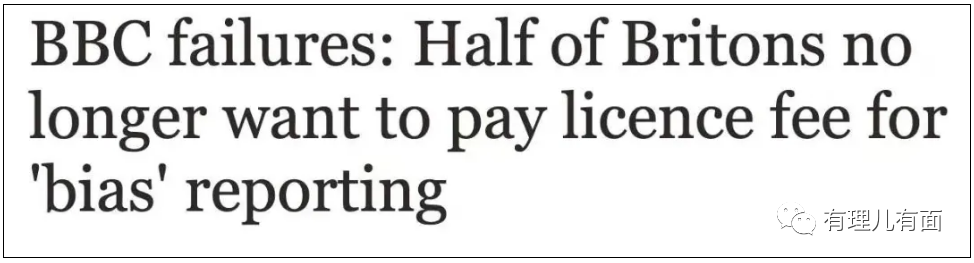 BBC failures: Half of Britons no
longer want to pay licence fee for
'bias' reporting
有理儿有面